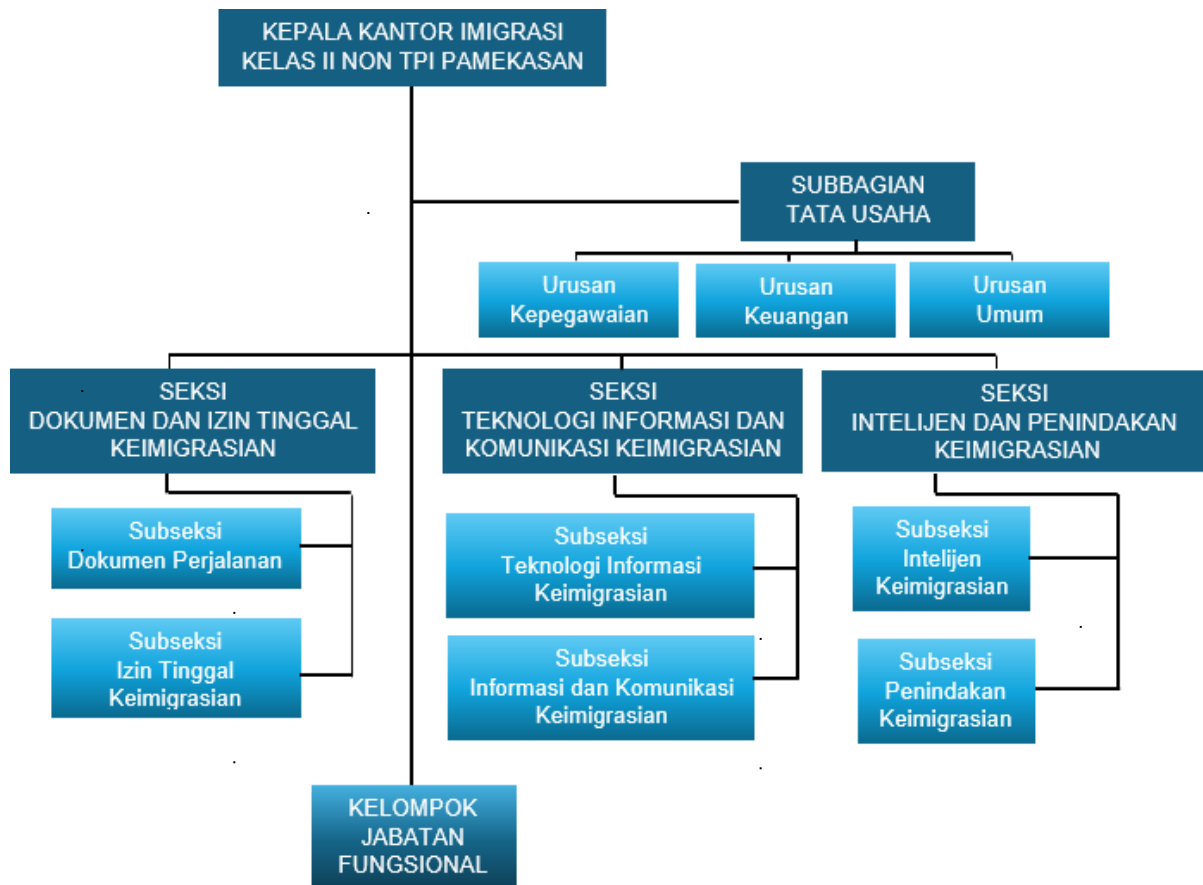 KEPALA KANTOR IMIGRASI
KELAS II NON TPI PAMEKASAN
SUBBAGIAN
TATA USAHA
Urusan
Kepegawaian
Urusan
Keuangan
Urusan
Umum
SEKSI
DOKUMEN DAN IZIN TINGGAL
KEIMIGRASIAN
SEKSI
TEKNOLOGI INFORMASI DAN
KOMUNIKASI KEIMIGRASIAN
SEKSI
INTELIJEN DAN PENINDAKAN
KEIMIGRASIAN
Subseksi
Dokumen Perjalanan
Subseksi
Izin Tinggal
Keimigrasian
Subseksi
Teknologi Informasi
Keimigrasian
Subseksi
Informasi dan Komunikasi
Keimigrasian
Subseksi
Intelijen
Keimigrasian
Subseksi
Penindakan
Keimigrasian
KELOMPOK
JABATAN
FUNGSIONAL